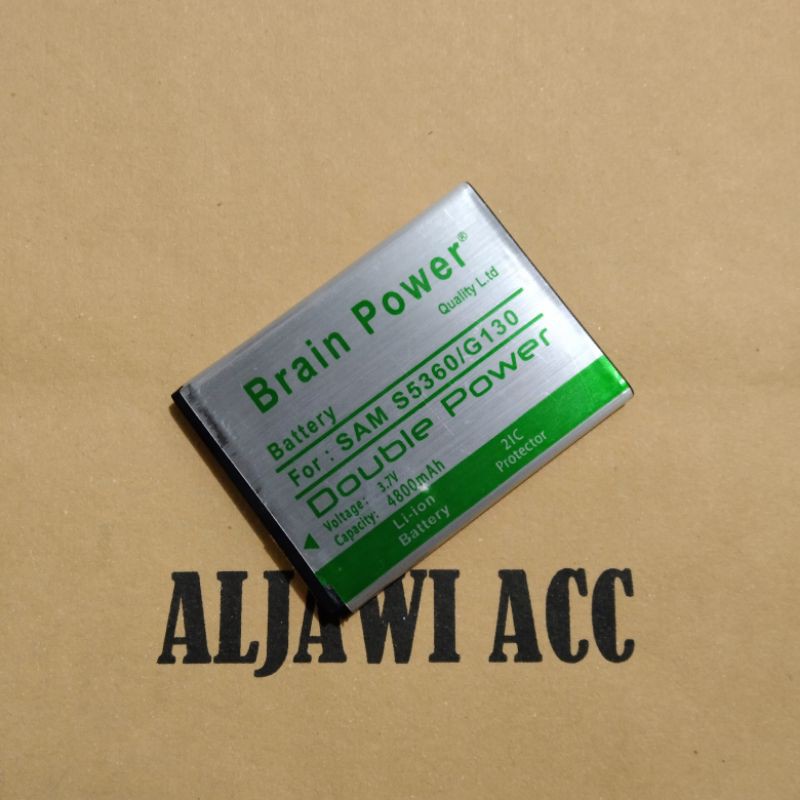 Brain Power®
Quality L.td
Battery
For : SAM S5360/G130
Double Power
Voltage: 3.7V
Capacity: 4800mAh
Li-ion
Battery
2IC
Protector
ALJAWI ACC